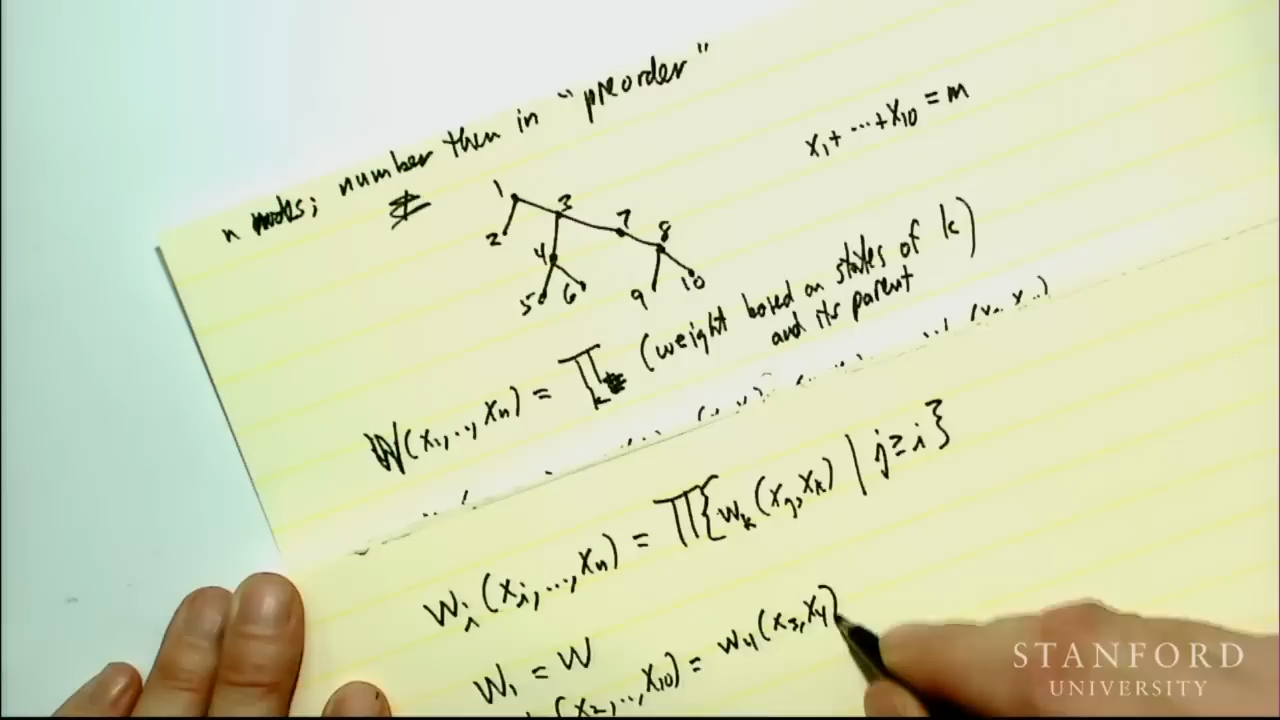 n nodes; number then in "preorder"
x₁ + ... + x₁₀ = m
1
2
3
4
5
6
7
8
9
10
W(x₁, ..., xₙ) = ∏ₖ (weight based on states of k)
and its parent
Wᵢ(xᵢ, ..., xₙ) = ∏{wₖ(xⱼ, xₖ) | j ≥ i}
W₁ = W
(x₂, ..., x₁₀) = w₄(x₃, x₄)
STANFORD
UNIVERSITY